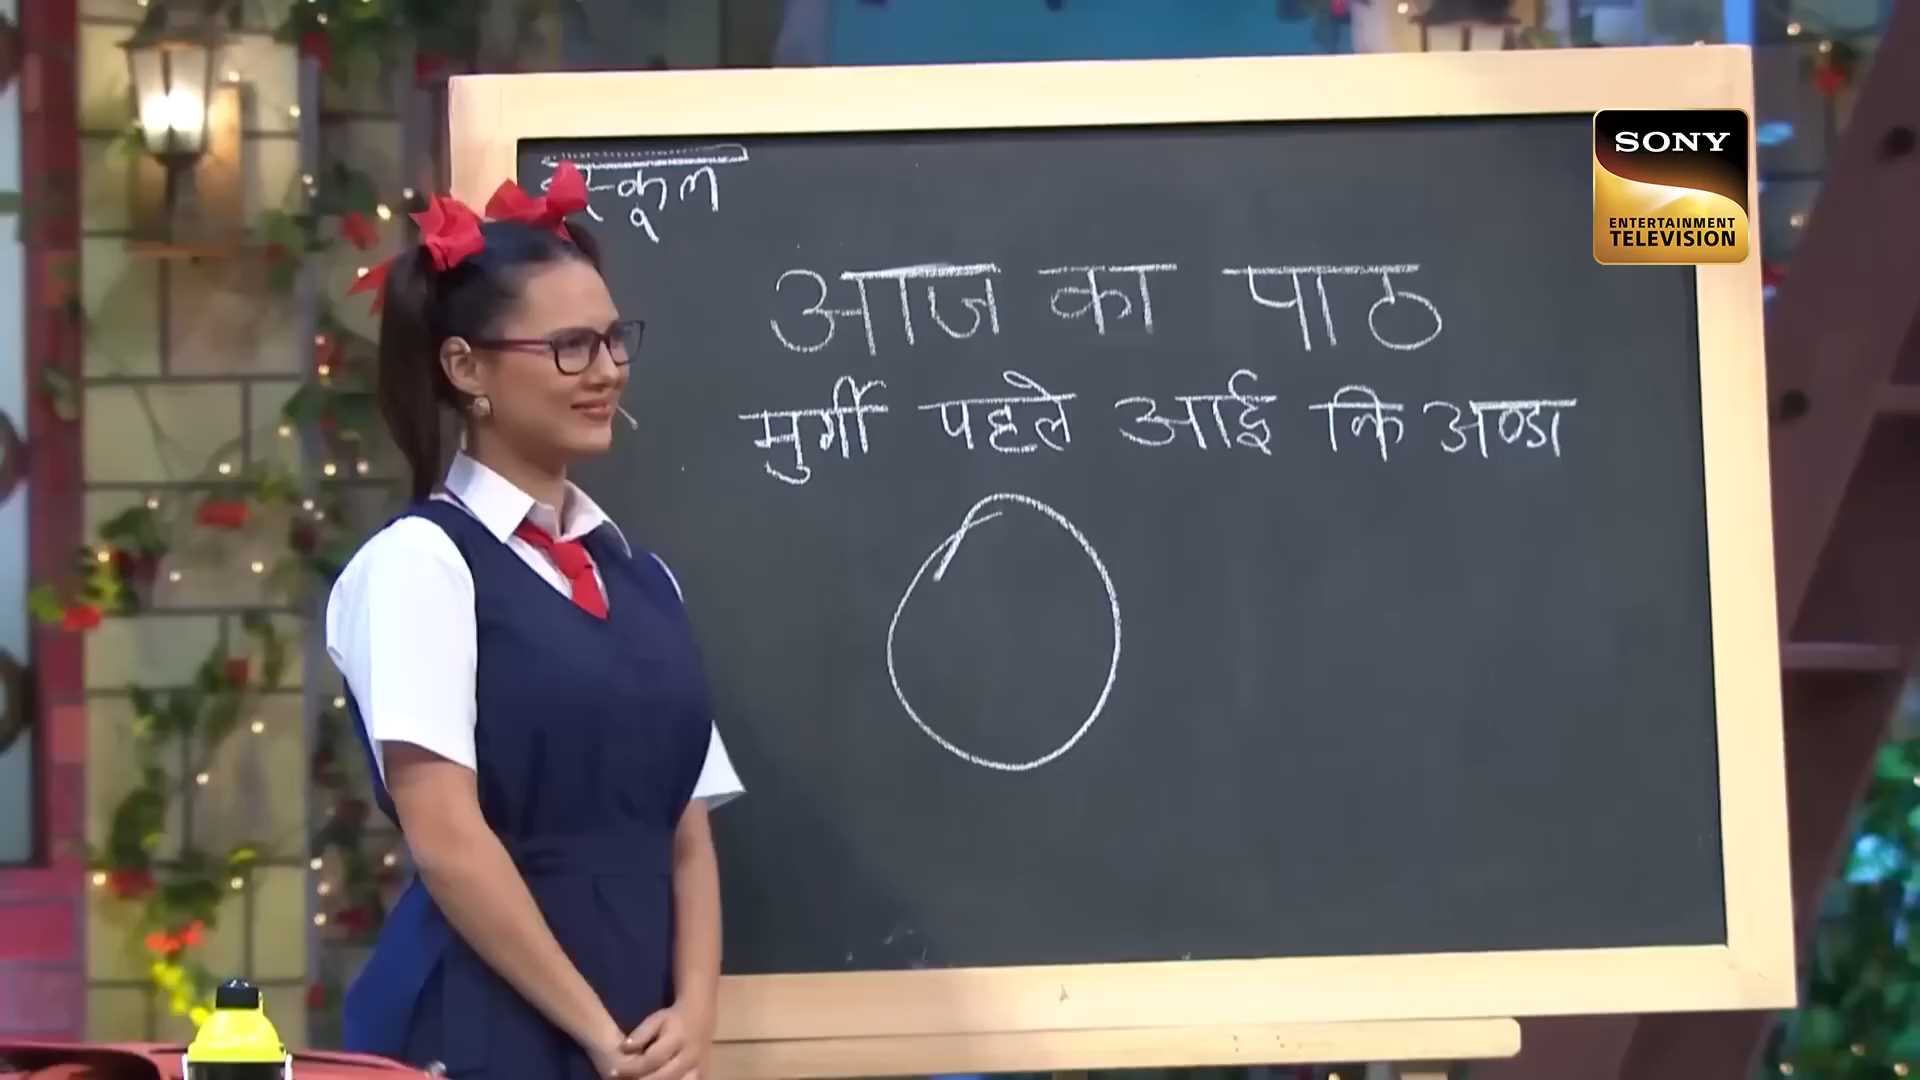 स्कूल
आज का पाठ
मुर्गी पहले आई कि अण्डा
SONY
ENTERTAINMENT
TELEVISION